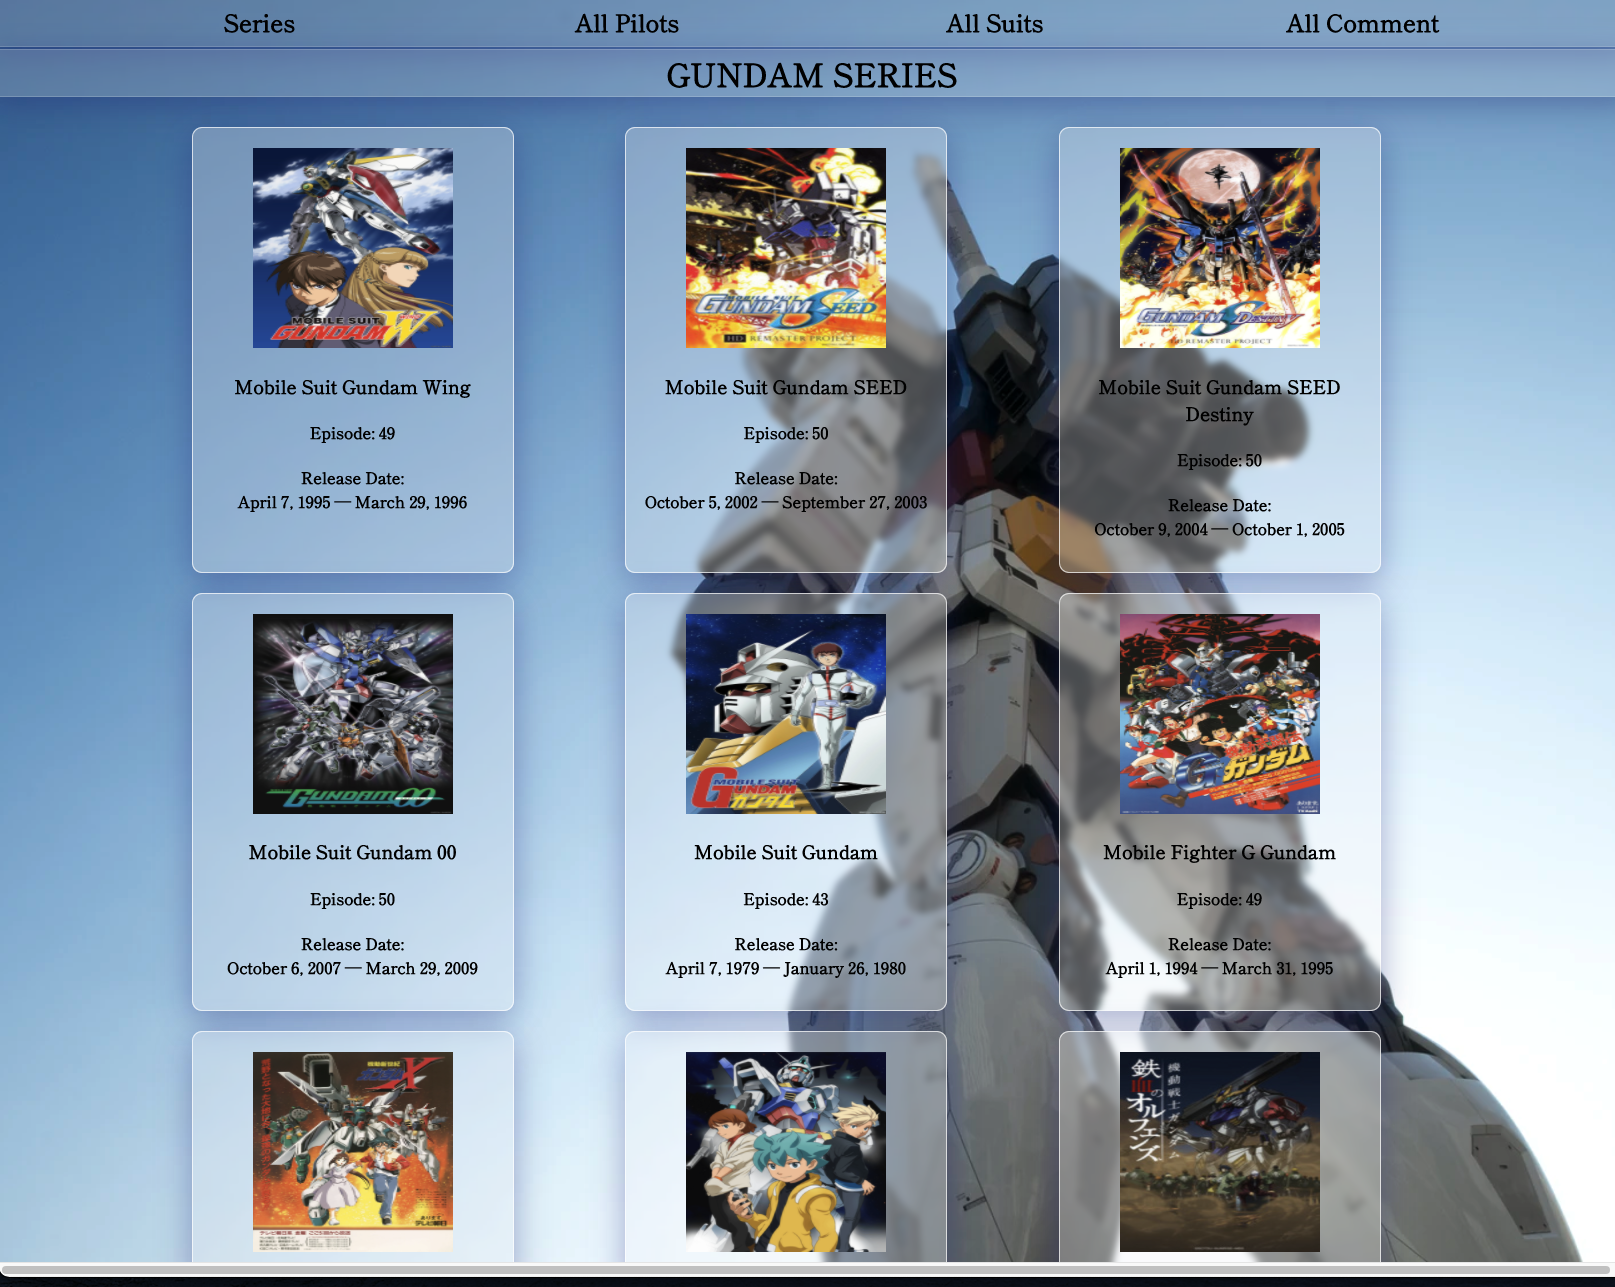 Series
All Pilots
All Suits
All Comment
GUNDAM SERIES
MOBILE SUIT
GUNDAM W
Mobile Suit Gundam Wing
Episode: 49
Release Date:
April 7, 1995 — March 29, 1996
MOBILE SUIT
GUNDAM SEED
HD REMASTER PROJECT
Mobile Suit Gundam SEED
Episode: 50
Release Date:
October 5, 2002 — September 27, 2003
GUNDAM SEED DESTINY
HD REMASTER PROJECT
Mobile Suit Gundam SEED
Destiny
Episode: 50
Release Date:
October 9, 2004 — October 1, 2005
GUNDAM 00
Mobile Suit Gundam 00
Episode: 50
Release Date:
October 6, 2007 — March 29, 2009
MOBILE SUIT
GUNDAM
ガンダム
Mobile Suit Gundam
Episode: 43
Release Date:
April 7, 1979 — January 26, 1980
G ガンダム
Mobile Fighter G Gundam
Episode: 49
Release Date:
April 1, 1994 — March 31, 1995
機動新世紀
X
テレビ朝日
機動戦士ガンダム
鉄血のオルフェンズ